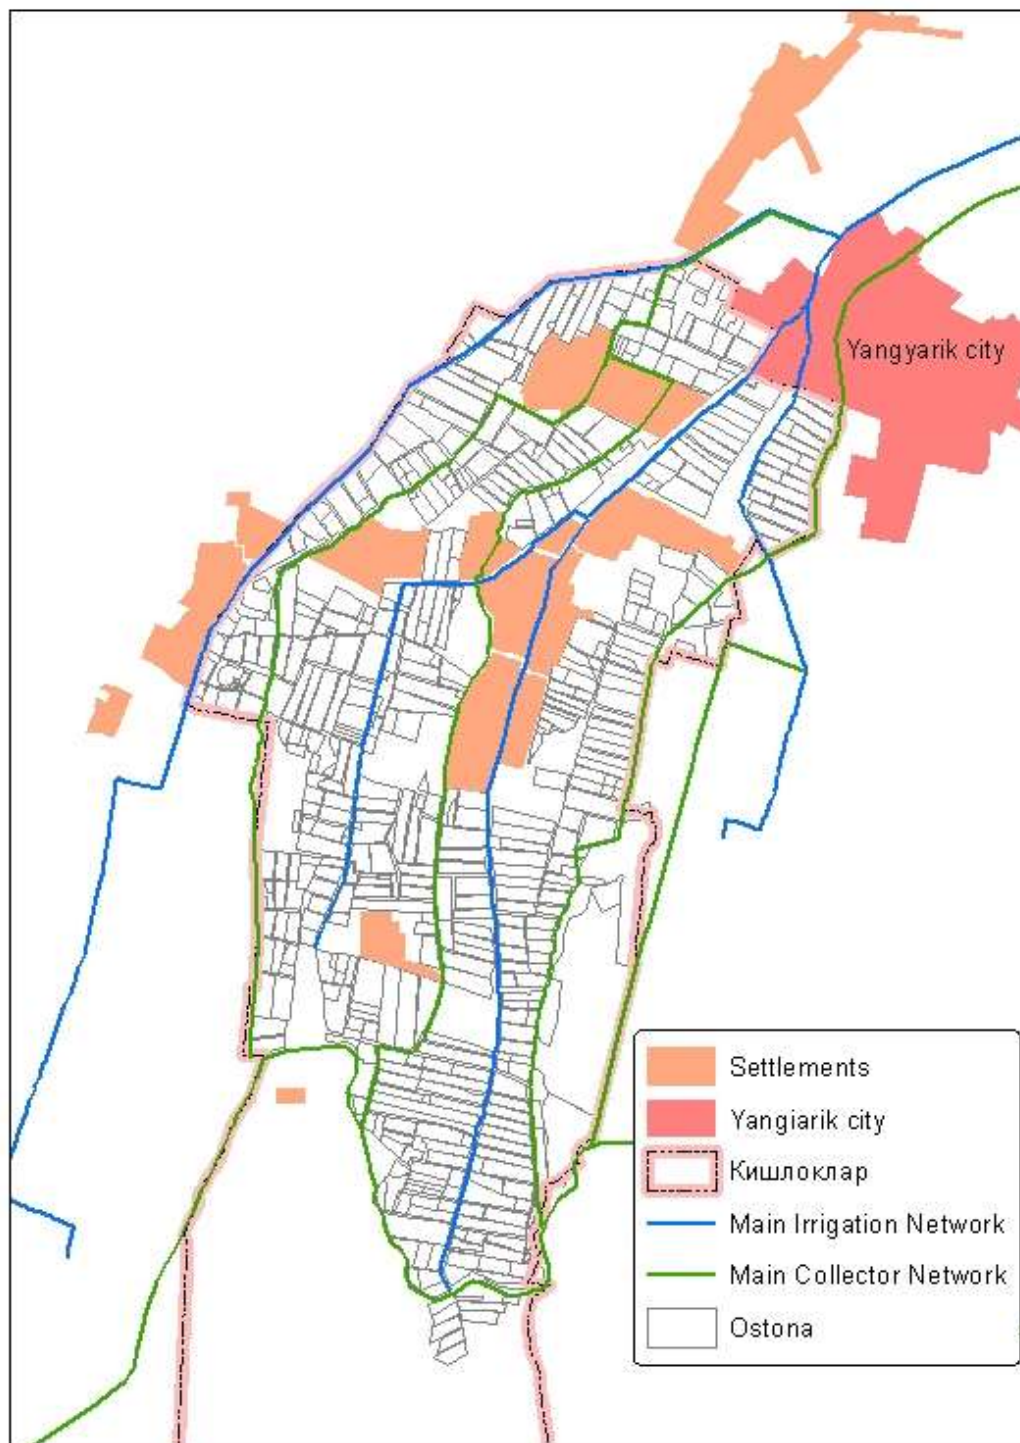 Yangyarik city
Settlements
Yangiarik city
Кишлоклар
Main Irrigation Network
Main Collector Network
Ostona